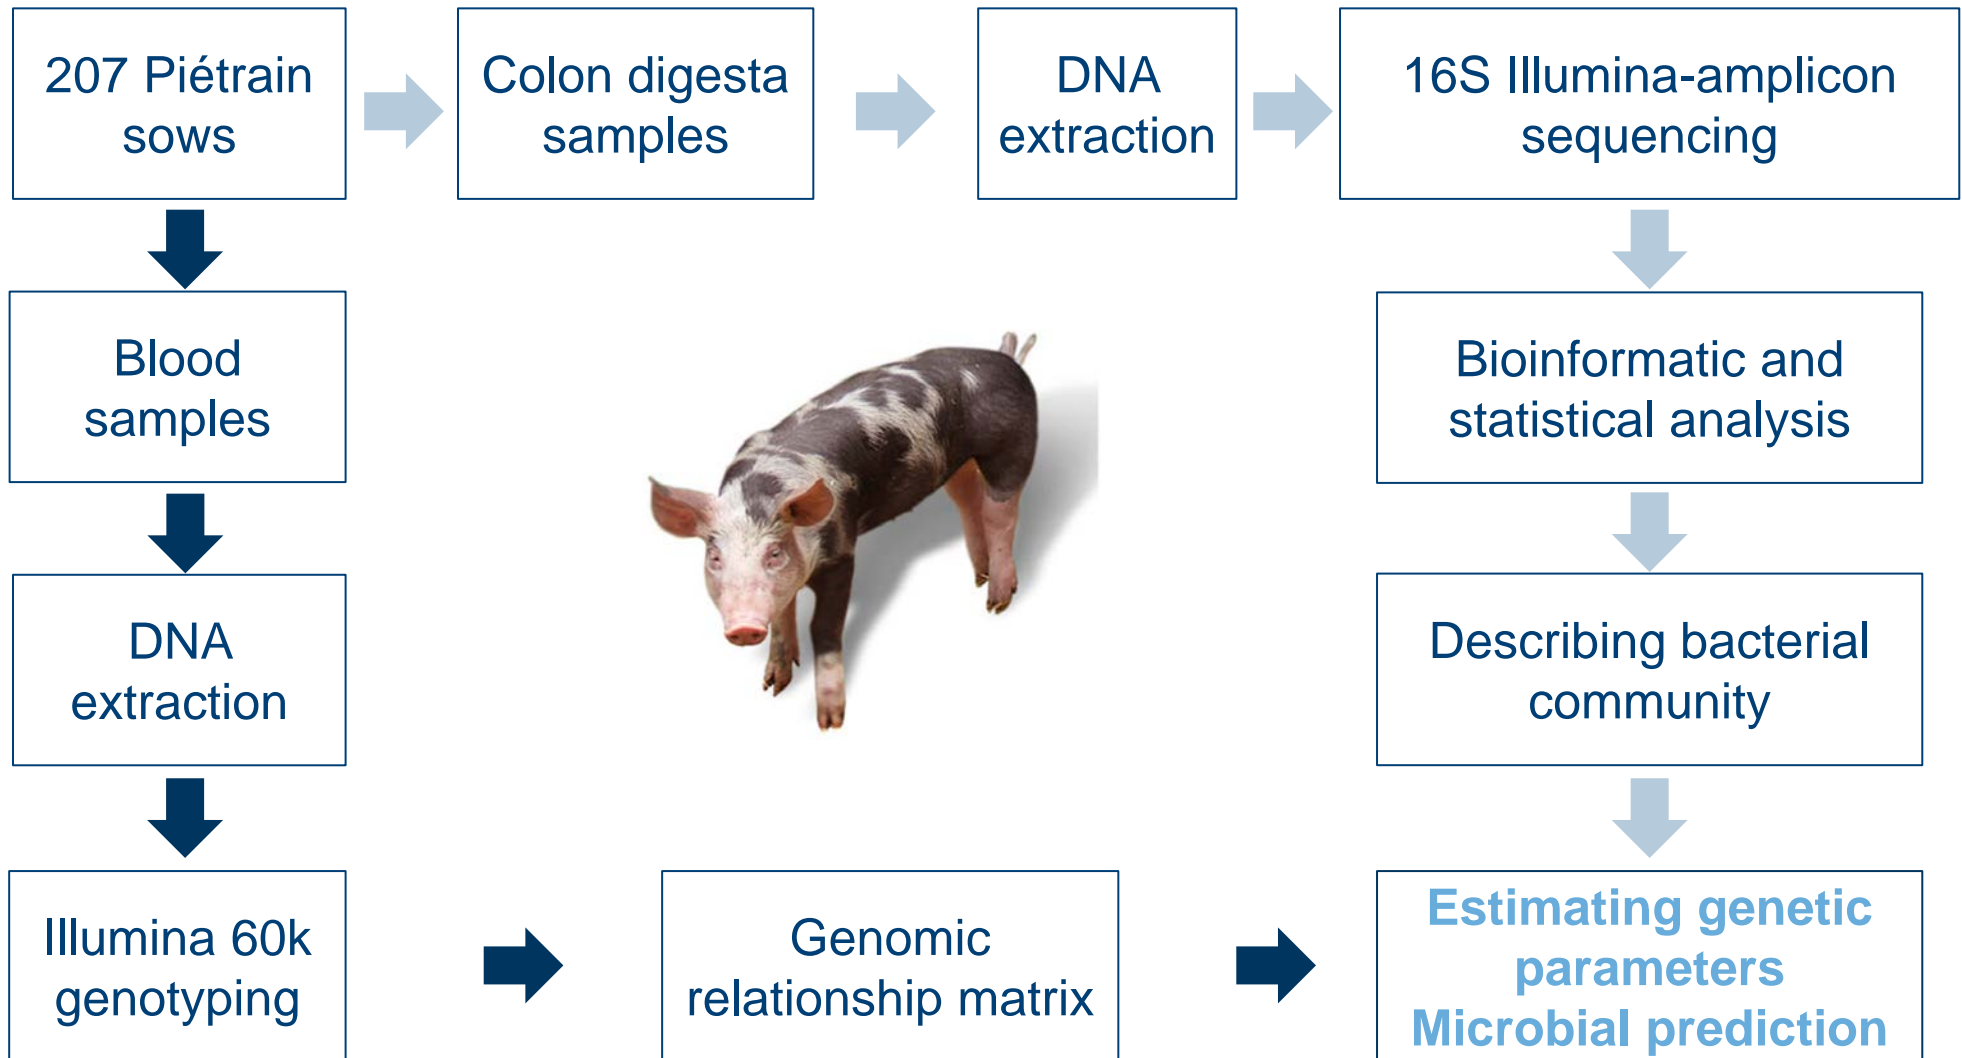 207 Piétrain
sows
Colon digesta
samples
DNA
extraction
16S Illumina-amplicon
sequencing
Blood
samples
Bioinformatic and
statistical analysis
DNA
extraction
Describing bacterial
community
Illumina 60k
genotyping
Genomic
relationship matrix
Estimating genetic
parameters
Microbial prediction